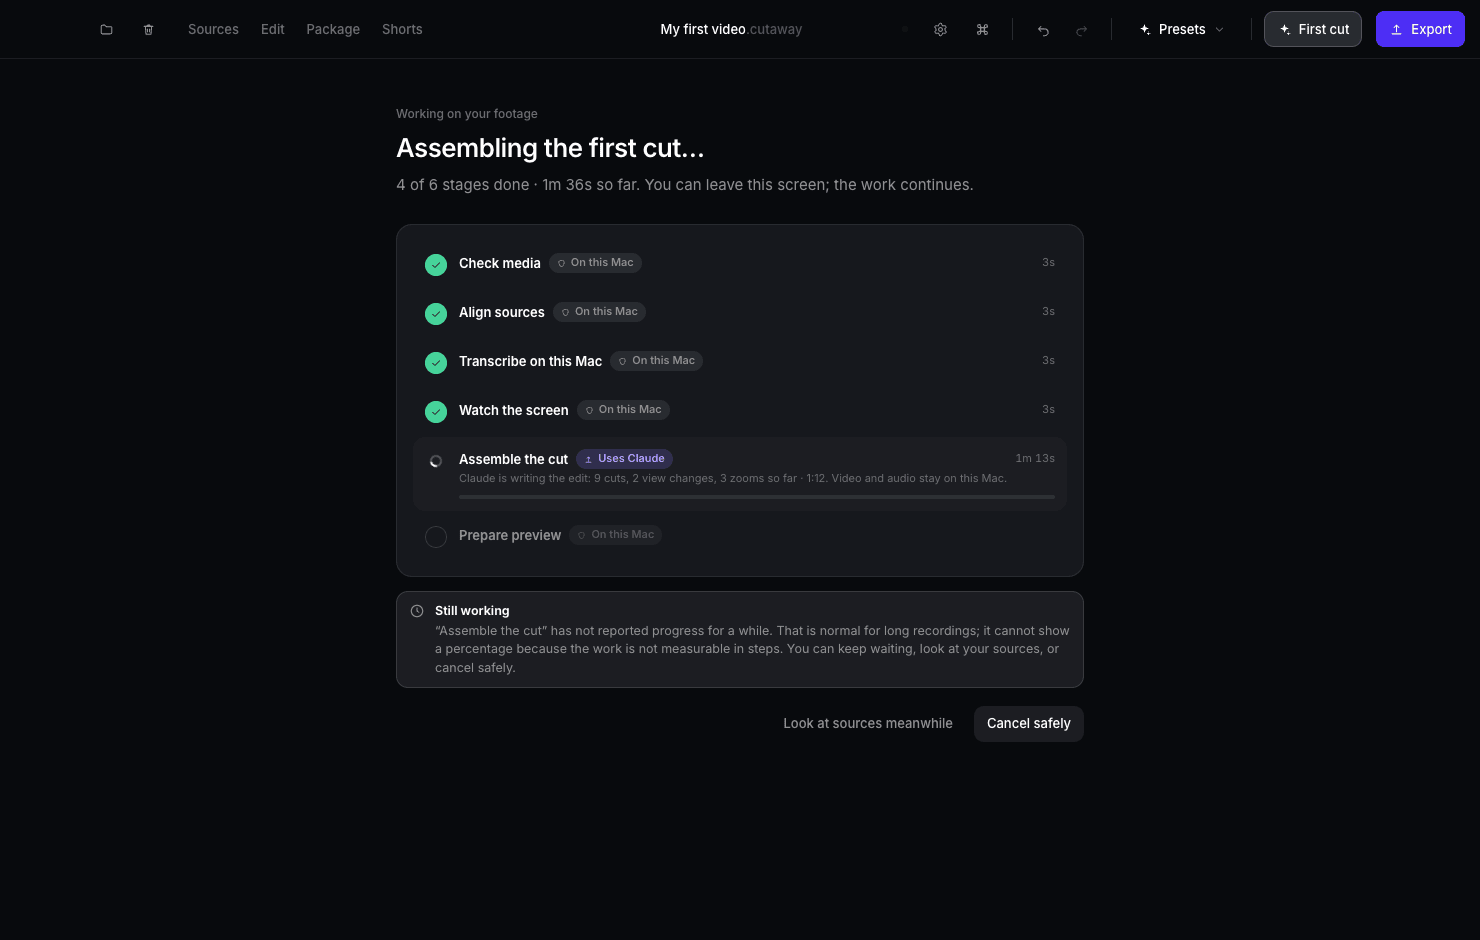 Sources Edit Package Shorts My first video.cutaway Presets First cut Export
Working on your footage
Assembling the first cut…
4 of 6 stages done · 1m 36s so far. You can leave this screen; the work continues.
Check media On this Mac 3s
Align sources On this Mac 3s
Transcribe on this Mac On this Mac 3s
Watch the screen On this Mac 3s
Assemble the cut Uses Claude 1m 13s
Claude is writing the edit: 9 cuts, 2 view changes, 3 zooms so far · 1:12. Video and audio stay on this Mac.
Prepare preview On this Mac
Still working
“Assemble the cut” has not reported progress for a while. That is normal for long recordings; it cannot show
a percentage because the work is not measurable in steps. You can keep waiting, look at your sources, or
cancel safely.
Look at sources meanwhile Cancel safely